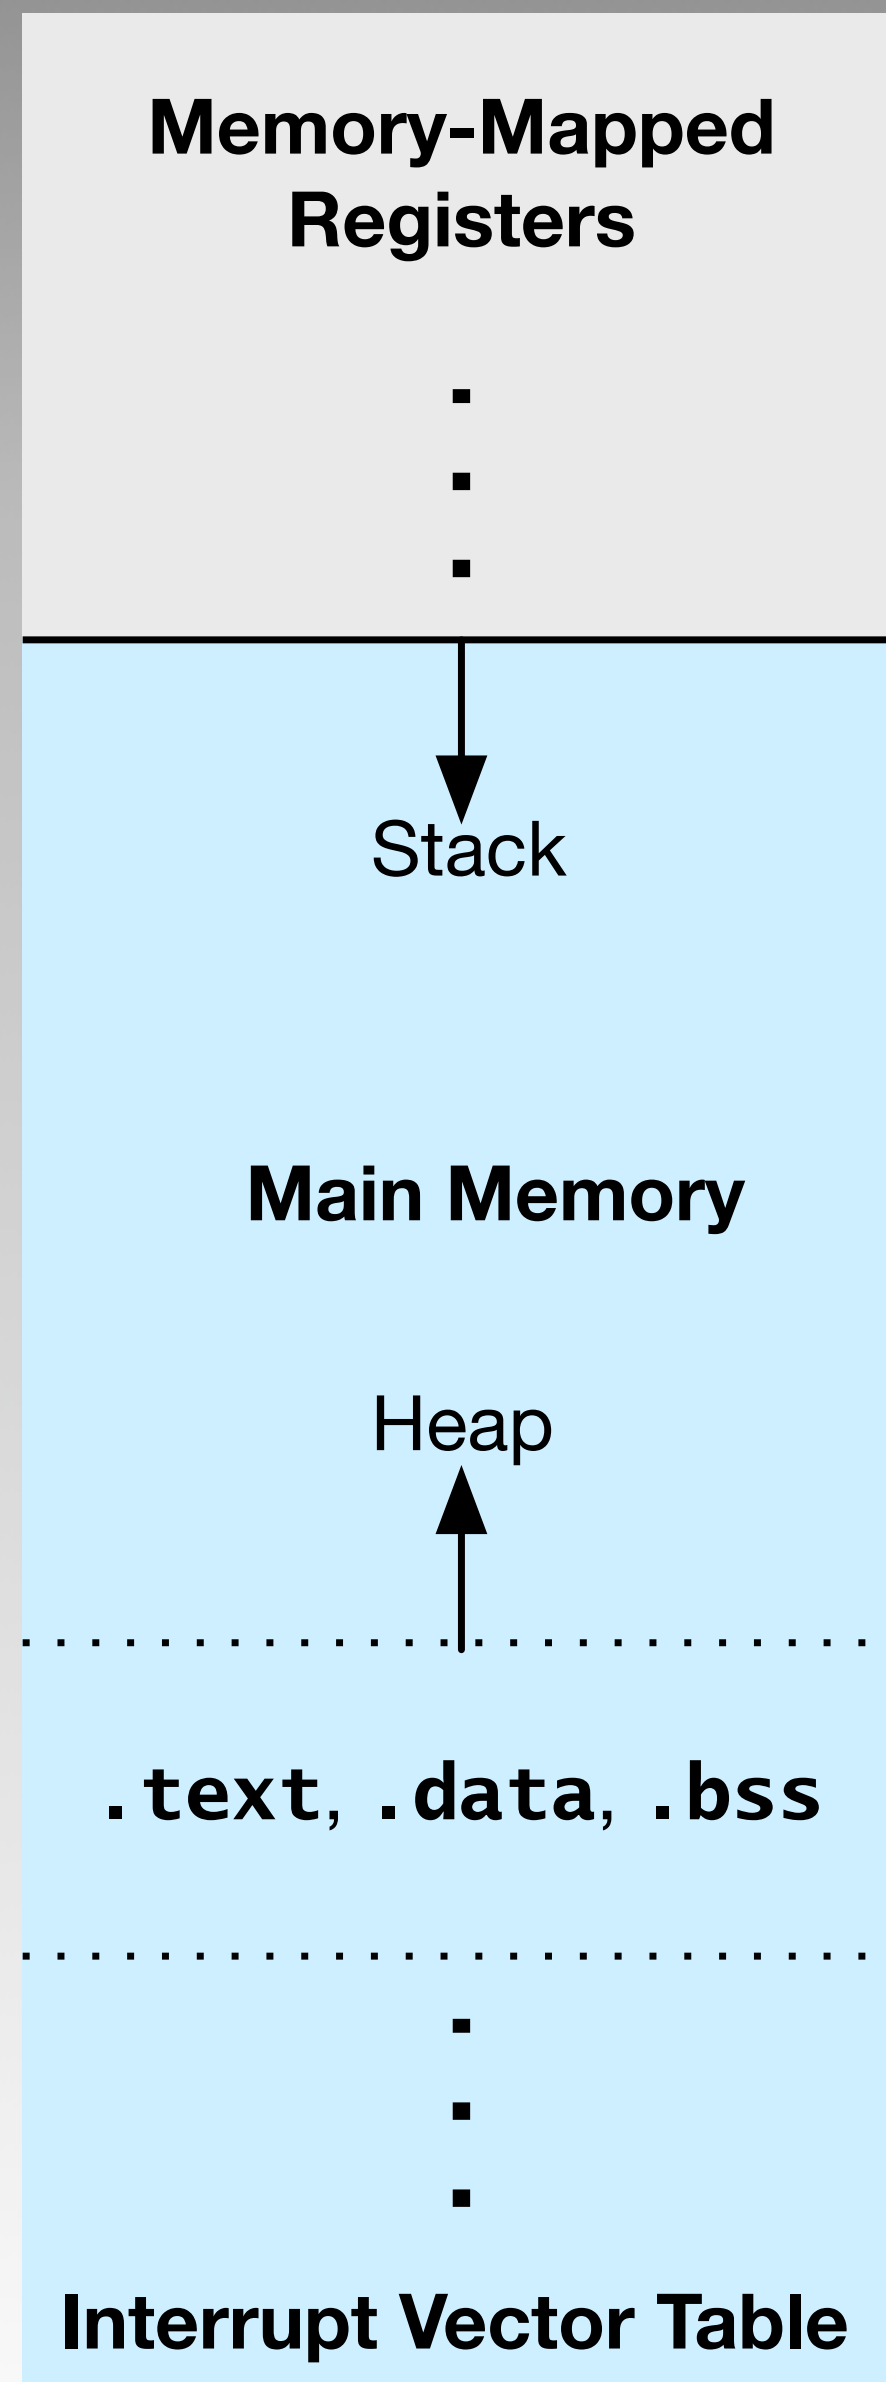 Memory-Mapped
Registers
Stack
Main Memory
Heap
.text, .data, .bss
Interrupt Vector Table